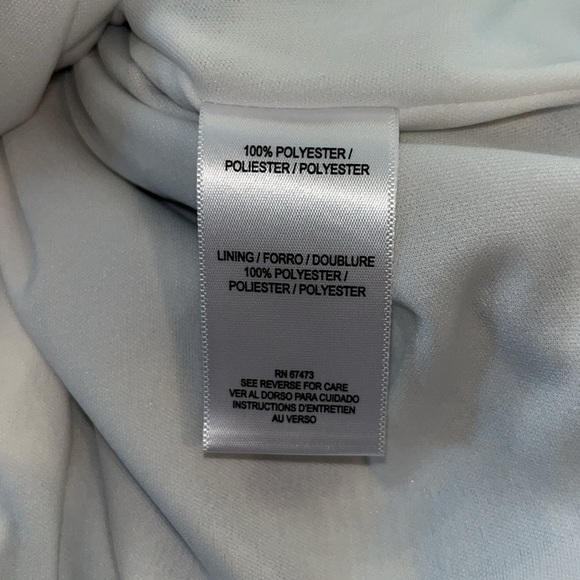 100% POLYESTER /
POLIESTER / POLYESTER
LINING / FORRO / DOUBLURE
100% POLYESTER /
POLIESTER / POLYESTER
RN 67473
SEE REVERSE FOR CARE
VER AL DORSO PARA CUIDADO
INSTRUCTIONS D'ENTRETIEN
AU VERSO